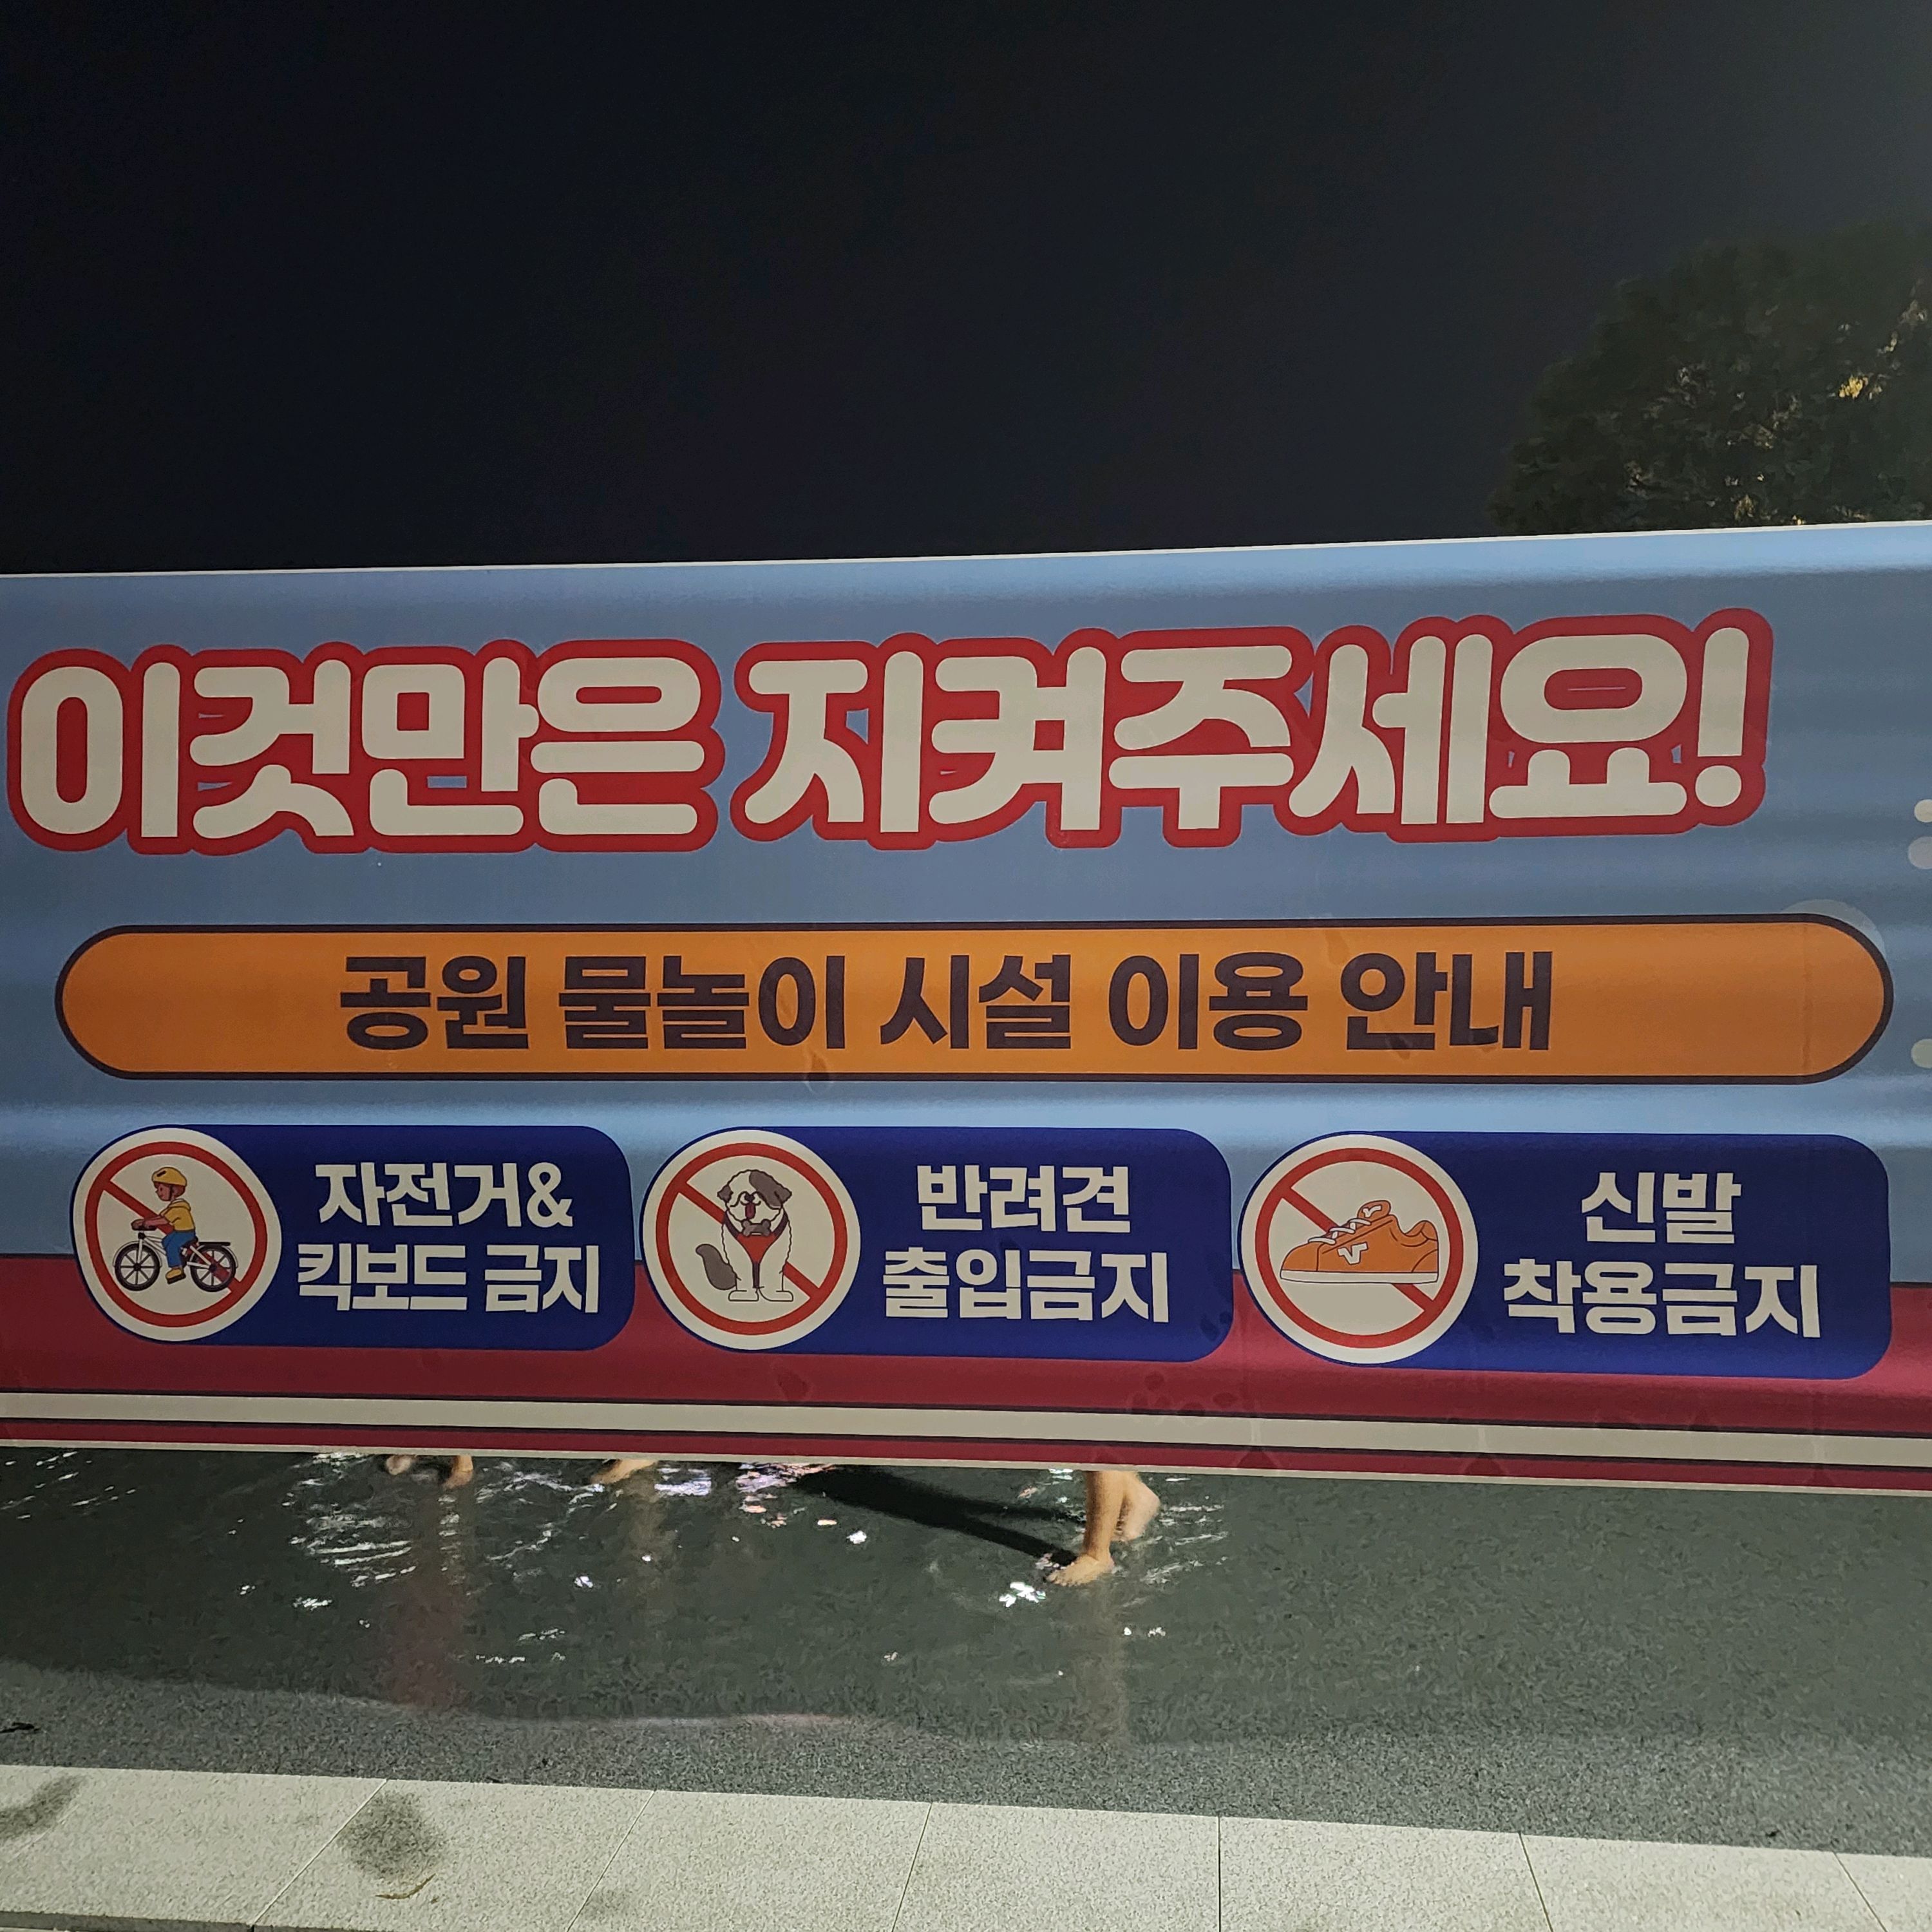 이것만은 지켜주세요!
공원 물놀이 시설 이용 안내
자전거&
킥보드 금지
반려견
출입금지
신발
착용금지